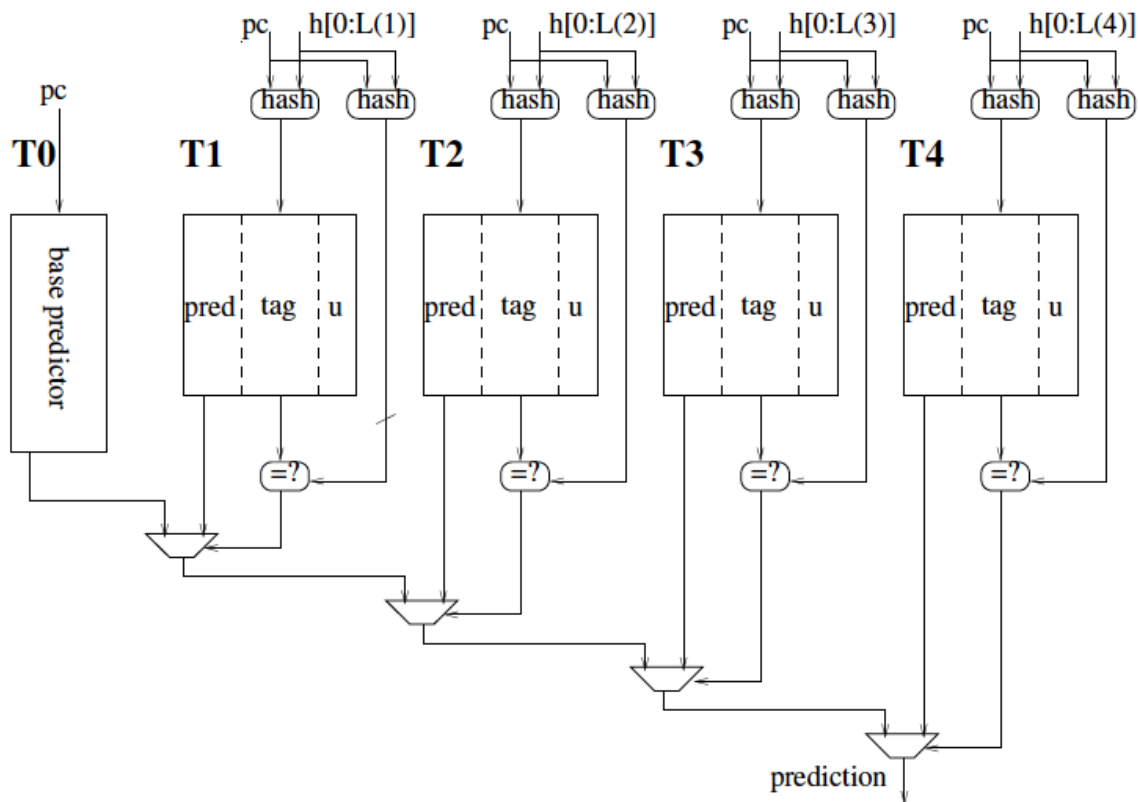 pc h[0:L(1)] pc h[0:L(2)] pc h[0:L(3)] pc h[0:L(4)]
pc hash hash hash hash hash hash hash hash
T0 T1 T2 T3 T4
base predictor
pred tag u pred tag u pred tag u pred tag u
=? =? =? =?
prediction